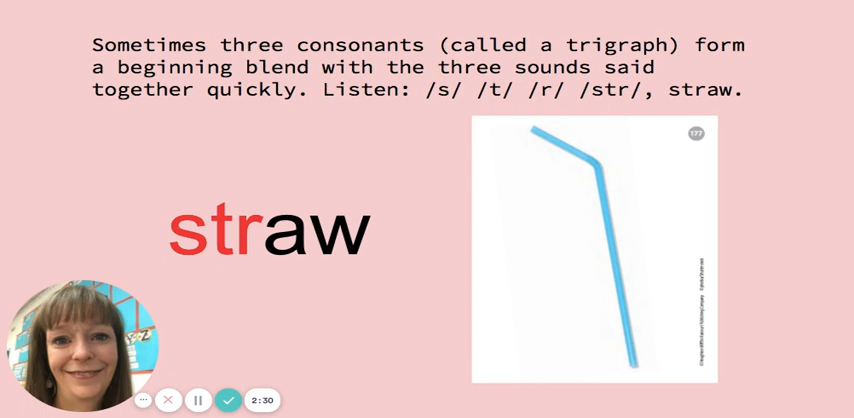 Sometimes three consonants (called a trigraph) form
a beginning blend with the three sounds said
together quickly. Listen: /s/ /t/ /r/ /str/, straw.
177
straw
2:30